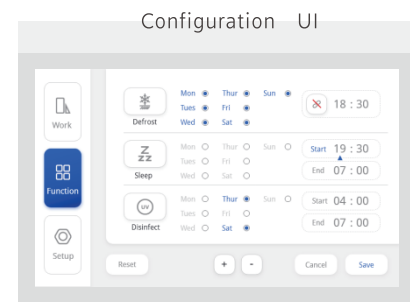 Configuration UI
Work
Function
Setup
Defrost
Mon Thur Sun
Tues Fri
Wed Sat
18 : 30
Z
Z Z
Sleep
Mon Thur Sun
Tues Fri
Wed Sat
Start 19 : 30
End 07 : 00
UV
Disinfect
Mon Thur Sun
Tues Fri
Wed Sat
Start 04 : 00
End 07 : 00
Reset + - Cancel Save